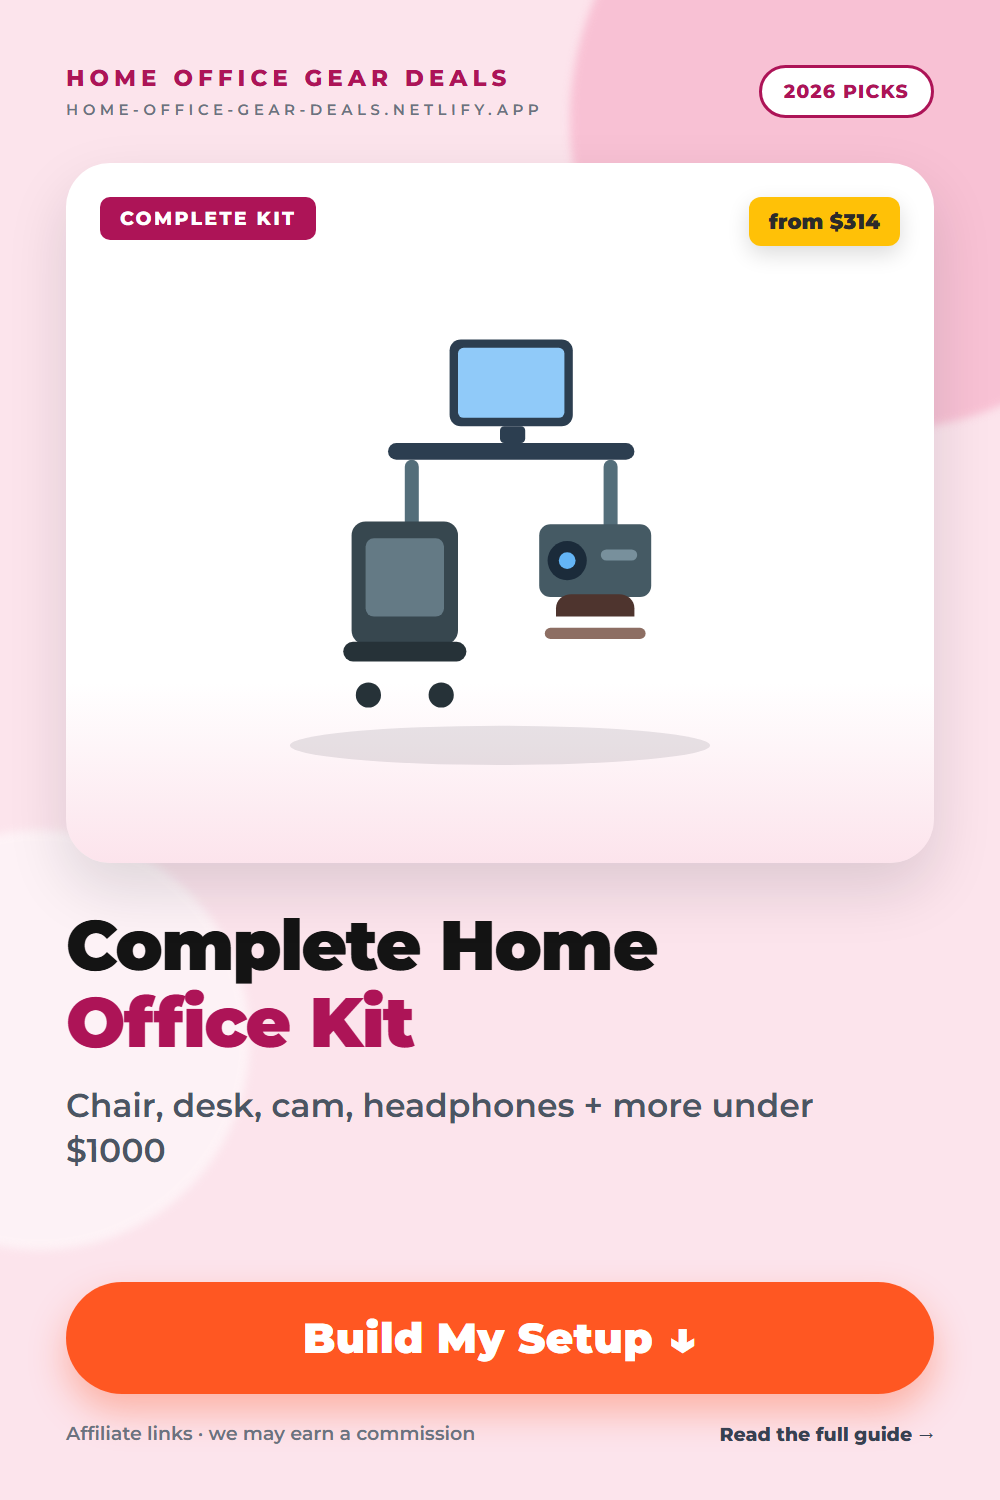 HOME OFFICE GEAR DEALS
HOME-OFFICE-GEAR-DEALS.NETLIFY.APP
2026 PICKS
COMPLETE KIT
from $314
Complete Home
Office Kit
Chair, desk, cam, headphones + more under
$1000
Build My Setup ↓
Affiliate links · we may earn a commission
Read the full guide →